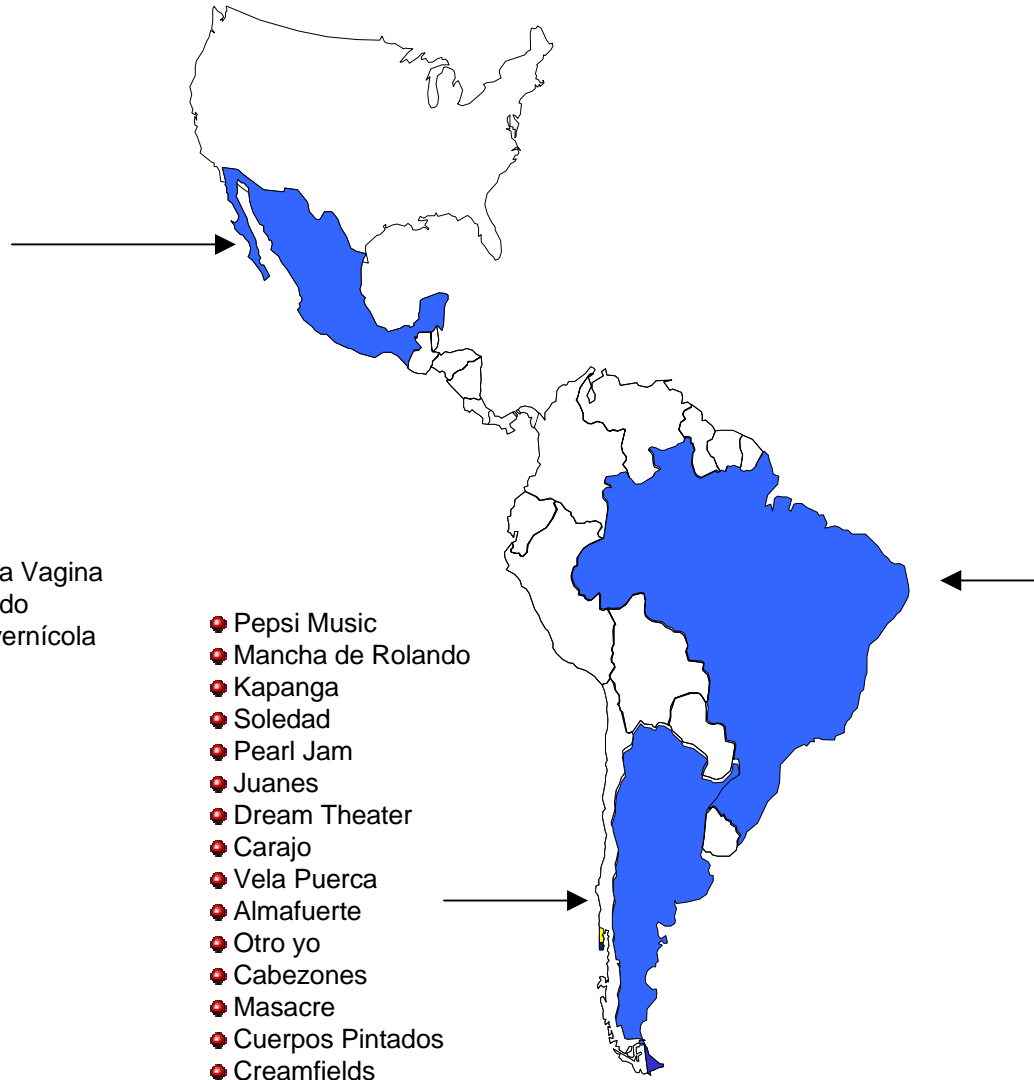 a Vagina
do
vernícola
Pepsi Music
Mancha de Rolando
Kapanga
Soledad
Pearl Jam
Juanes
Dream Theater
Carajo
Vela Puerca
Almafuerte
Otro yo
Cabezones
Masacre
Cuerpos Pintados
Creamfields